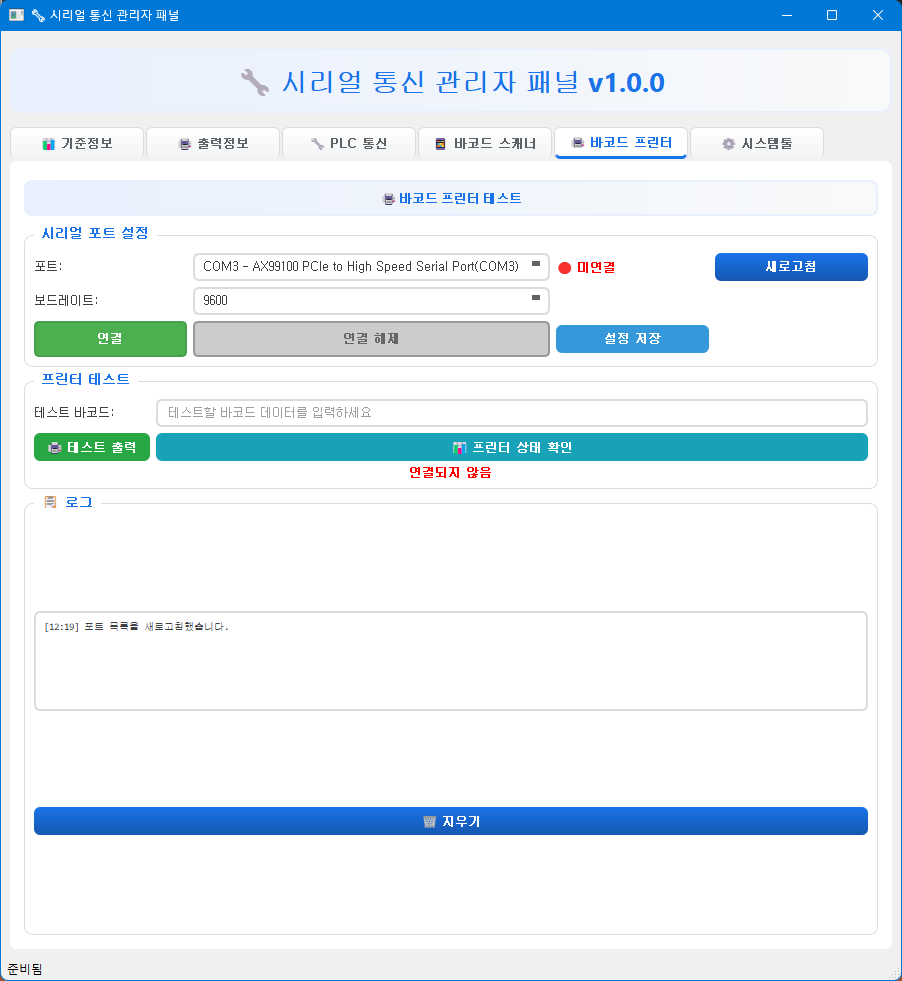 시리얼 통신 관리자 패널
시리얼 통신 관리자 패널 v1.0.0
기준정보
출력정보
PLC 통신
바코드 스캐너
바코드 프린터
시스템툴
바코드 프린터 테스트
시리얼 포트 설정
포트:
COM3 - AX99100 PCIe to High Speed Serial Port(COM3)
미연결
새로고침
보드레이트:
9600
연결
연결 해제
설정 저장
프린터 테스트
테스트 바코드:
테스트할 바코드 데이터를 입력하세요
테스트 출력
프린터 상태 확인
연결되지 않음
로그
[12:19] 포트 목록을 새로고침했습니다.
지우기
준비됨